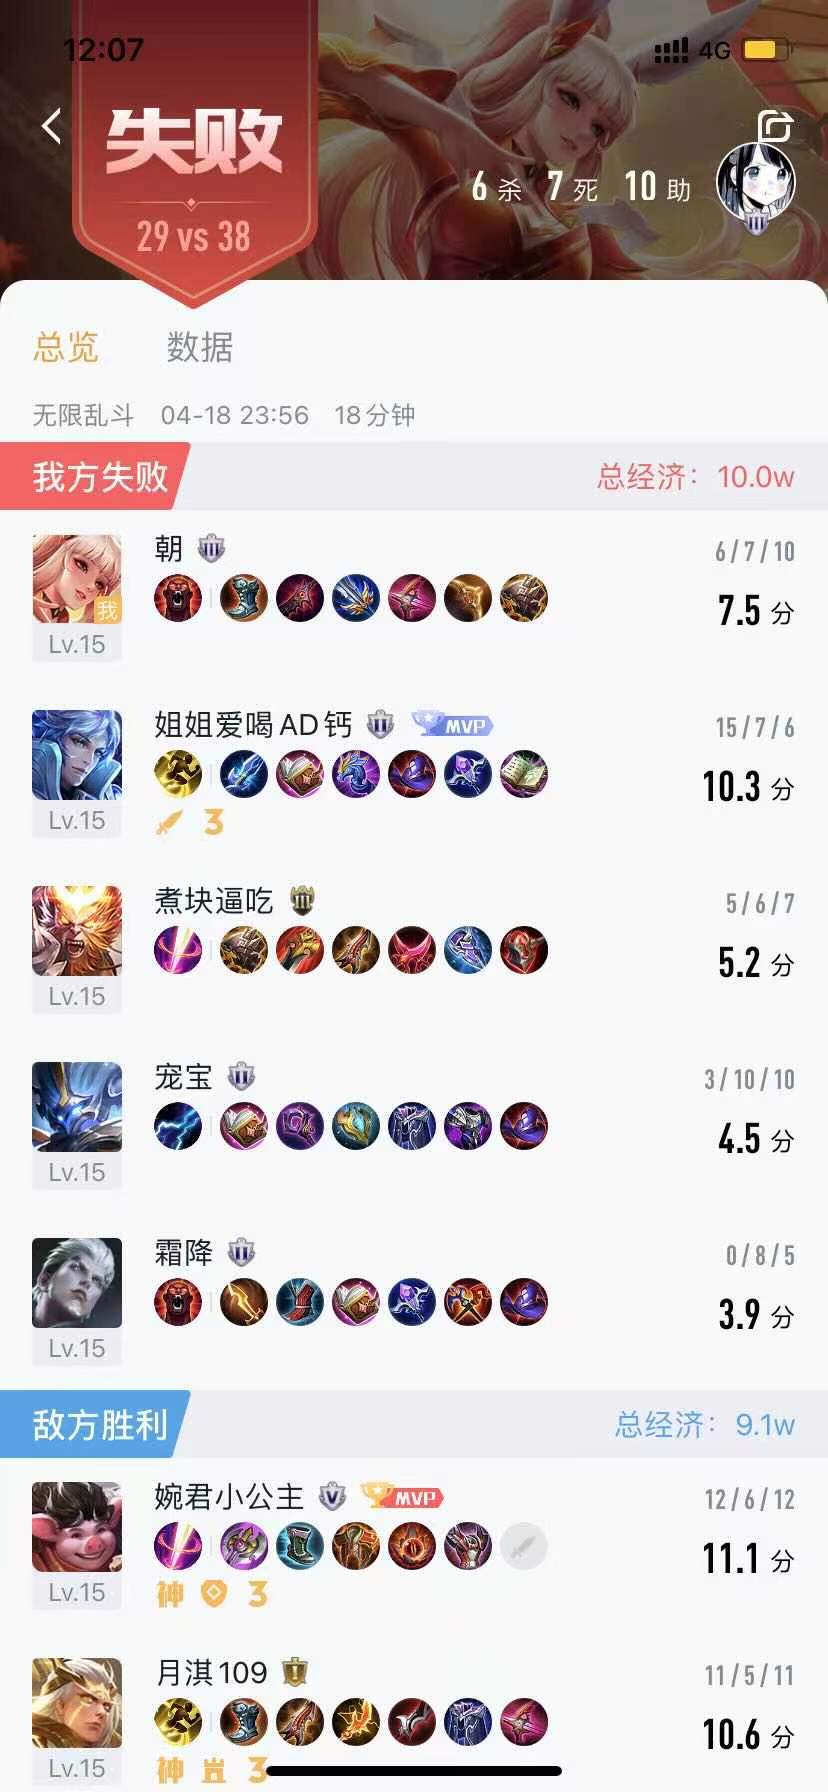 12:07
4G
失败
29 vs 38
6 杀 7 死 10 助
总览 数据
无限乱斗 04-18 23:56 18分钟
我方失败 总经济：10.0w
朝 III 6/7/10
我
7.5 分
Lv.15
姐姐爱喝AD钙 II MVP 15/7/6
10.3 分
Lv.15
3
煮块逼吃 III 5/6/7
5.2 分
Lv.15
宠宝 II 3/10/10
4.5 分
Lv.15
霜降 II 0/8/5
3.9 分
Lv.15
敌方胜利 总经济：9.1w
婉君小公主 V MVP 12/6/12
11.1 分
Lv.15
神 3
月淇109 I 11/5/11
10.6 分
Lv.15
神 3